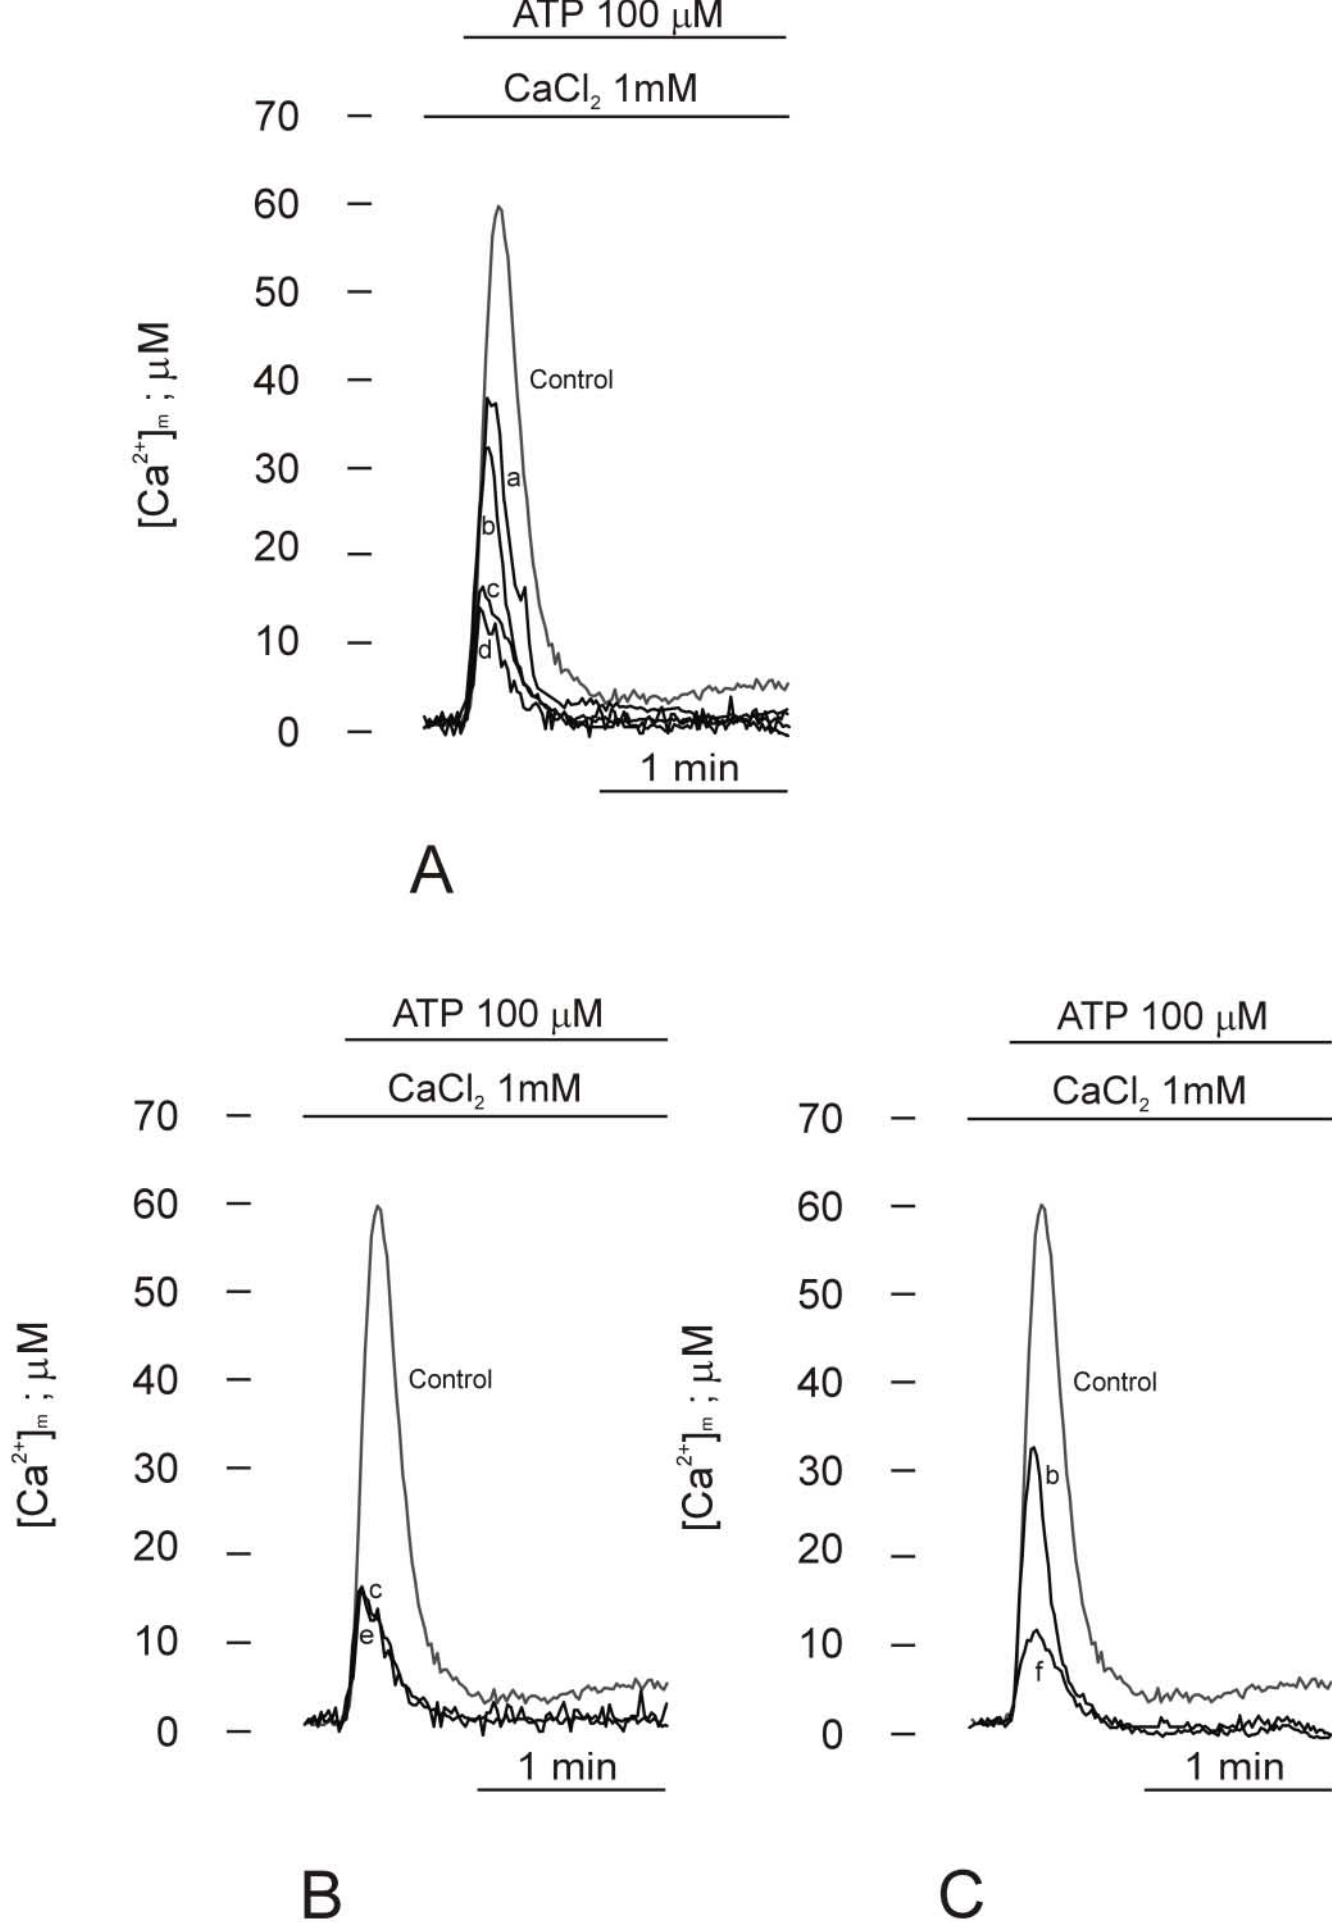 ATP 100 μM
CaCl₂ 1mM
70
60
50
40
30
20
10
0
[Ca²⁺]ₘ ; μM
Control
a
b
c
d
1 min
A
ATP 100 μM
CaCl₂ 1mM
70
60
50
40
30
20
10
0
[Ca²⁺]ₘ ; μM
Control
c
e
1 min
B
ATP 100 μM
CaCl₂ 1mM
70
60
50
40
30
20
10
0
[Ca²⁺]ₘ ; μM
Control
b
f
1 min
C